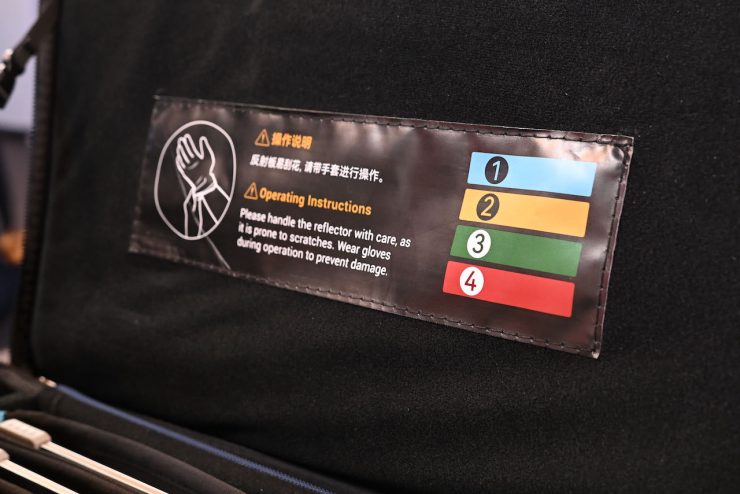 操作说明
反射板易刮花, 请带手套进行操作。
Operating Instructions
Please handle the reflector with care, as
it is prone to scratches. Wear gloves
during operation to prevent damage.
1
2
3
4